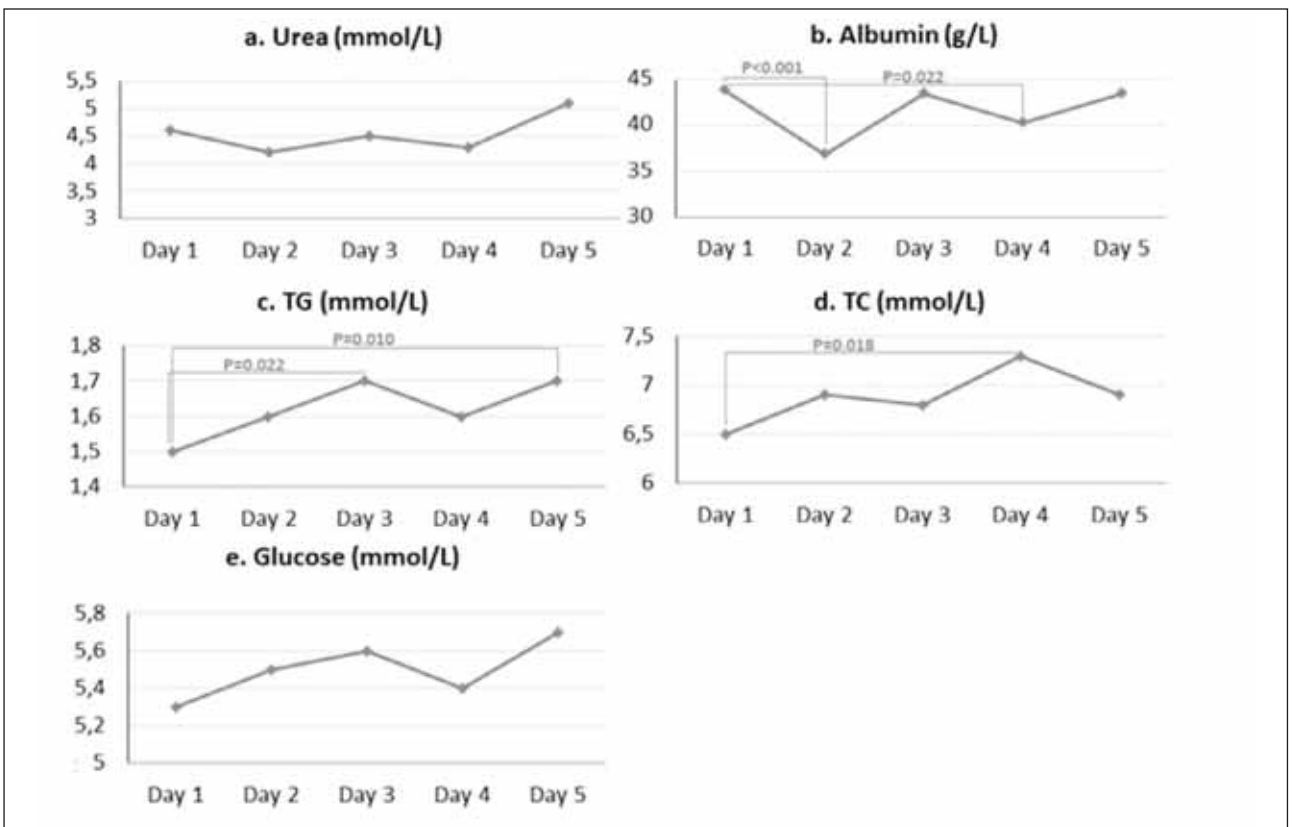 a. Urea (mmol/L)
5,5
5
4,5
4
3,5
3
Day 1 Day 2 Day 3 Day 4 Day 5
b. Albumin (g/L)
P<0.001
P=0.022
45
40
35
30
Day 1 Day 2 Day 3 Day 4 Day 5
c. TG (mmol/L)
P=0.010
P=0.022
1,8
1,7
1,6
1,5
1,4
Day 1 Day 2 Day 3 Day 4 Day 5
d. TC (mmol/L)
P=0.018
7,5
7
6,5
6
Day 1 Day 2 Day 3 Day 4 Day 5
e. Glucose (mmol/L)
5,8
5,6
5,4
5,2
5
Day 1 Day 2 Day 3 Day 4 Day 5